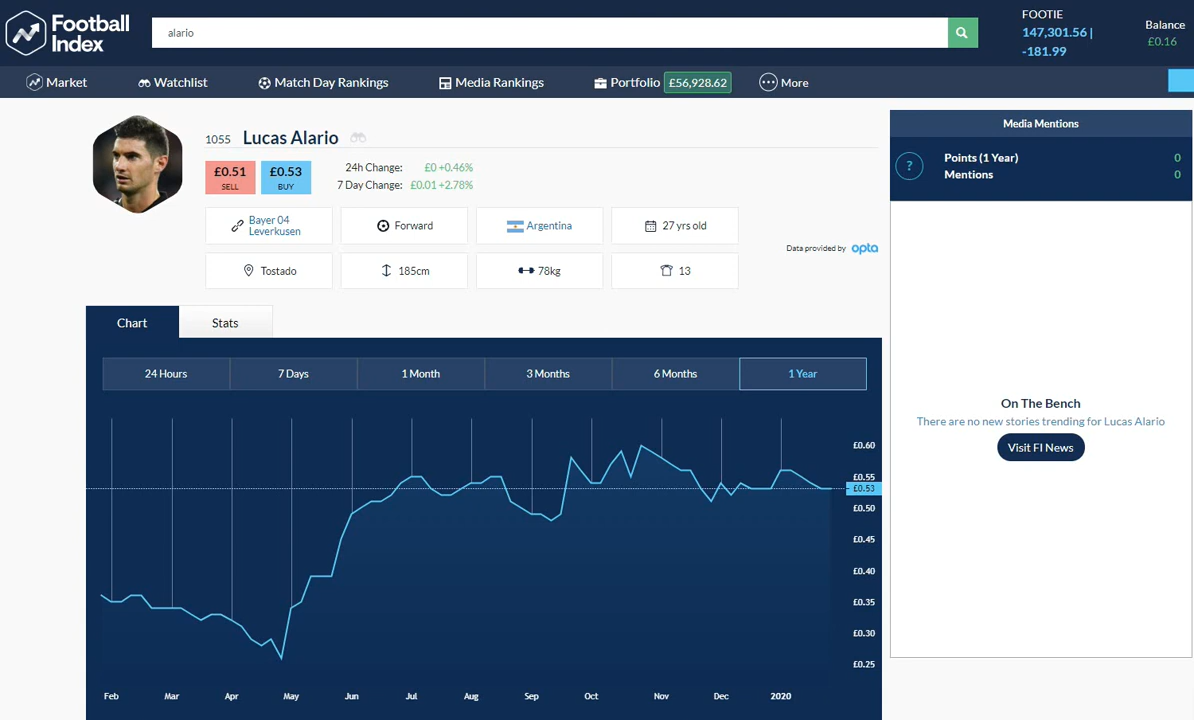 Football
Index
alario
FOOTIE
147,301.56 |
-181.99
Balance
£0.16
Market
Watchlist
Match Day Rankings
Media Rankings
Portfolio £56,928.62
More
1055 Lucas Alario
£0.51
SELL
£0.53
BUY
24h Change: £0 +0.46%
7 Day Change: £0.01 +2.78%
Bayer 04
Leverkusen
Forward
Argentina
27 yrs old
Tostado
185cm
78kg
13
Data provided by opta
Media Mentions
?
Points (1 Year) 0
Mentions 0
On The Bench
There are no new stories trending for Lucas Alario
Visit FI News
Chart
Stats
24 Hours
7 Days
1 Month
3 Months
6 Months
1 Year
£0.60
£0.55
£0.53
£0.50
£0.45
£0.40
£0.35
£0.30
£0.25
Feb Mar Apr May Jun Jul Aug Sep Oct Nov Dec 2020